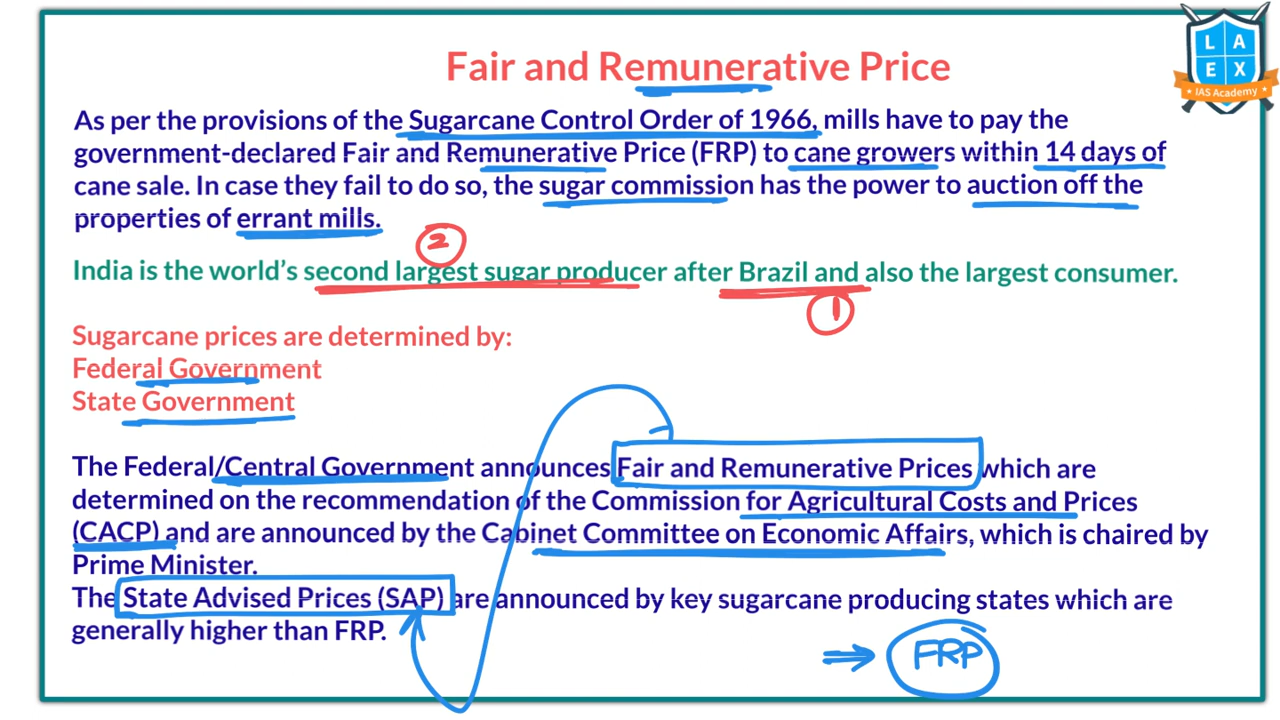 Fair and Remunerative Price
L A
E X
IAS Academy
As per the provisions of the Sugarcane Control Order of 1966, mills have to pay the
government-declared Fair and Remunerative Price (FRP) to cane growers within 14 days of
cane sale. In case they fail to do so, the sugar commission has the power to auction off the
properties of errant mills.
2
India is the world's second largest sugar producer after Brazil and also the largest consumer.
1
Sugarcane prices are determined by:
Federal Government
State Government
The Federal/Central Government announces Fair and Remunerative Prices which are
determined on the recommendation of the Commission for Agricultural Costs and Prices
(CACP) and are announced by the Cabinet Committee on Economic Affairs, which is chaired by
Prime Minister.
The State Advised Prices (SAP) are announced by key sugarcane producing states which are
generally higher than FRP.
FRP